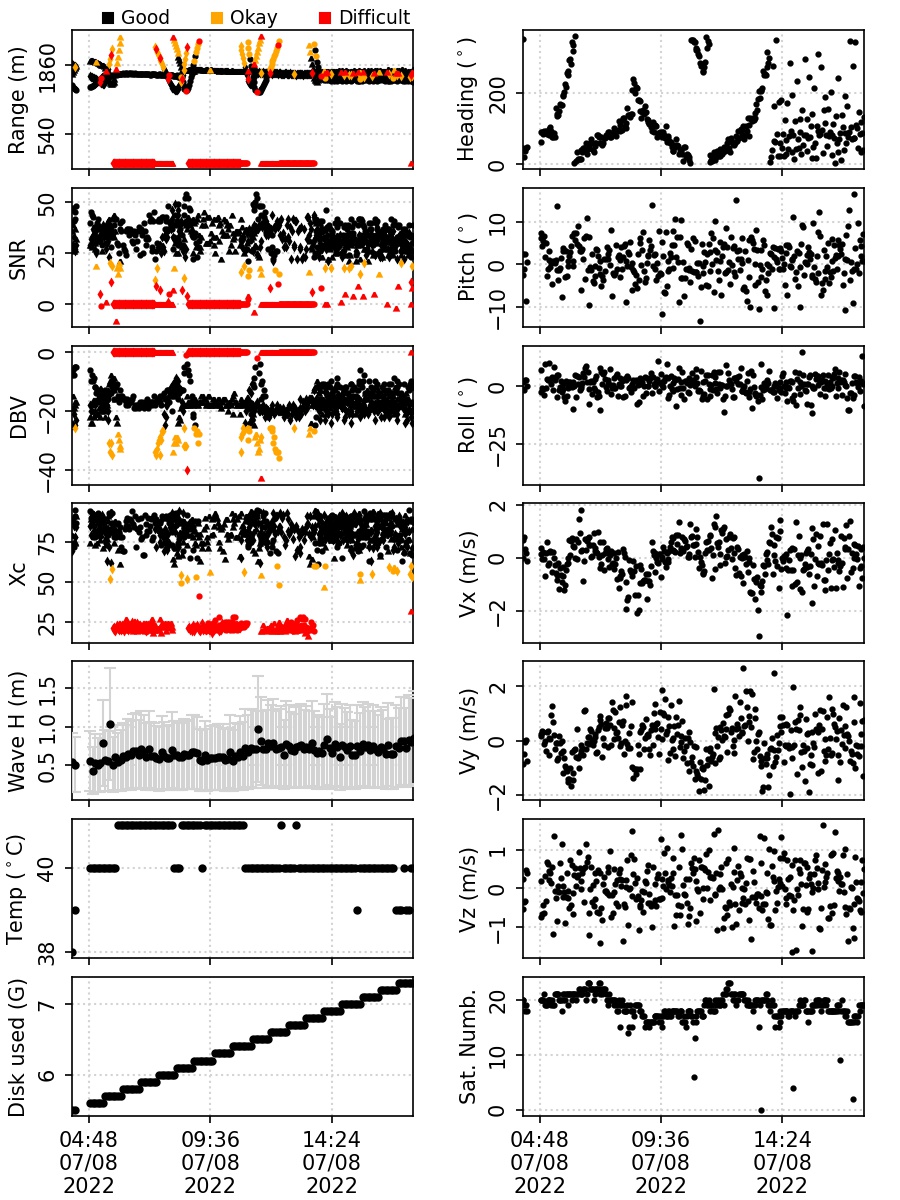 Good Okay Difficult
Range (m)
1860
540
Heading (°)
200
0
SNR
50
25
0
Pitch (°)
10
0
−10
DBV
0
−20
−40
Roll (°)
0
−25
Xc
75
50
25
Vx (m/s)
2
0
−2
Wave H (m)
1.5
1.0
0.5
Vy (m/s)
2
0
−2
Temp (°C)
40
38
Vz (m/s)
1
0
−1
Disk used (G)
7
6
Sat. Numb.
20
10
0
04:48 09:36 14:24 04:48 09:36 14:24
07/08 07/08 07/08 07/08 07/08 07/08
2022 2022 2022 2022 2022 2022